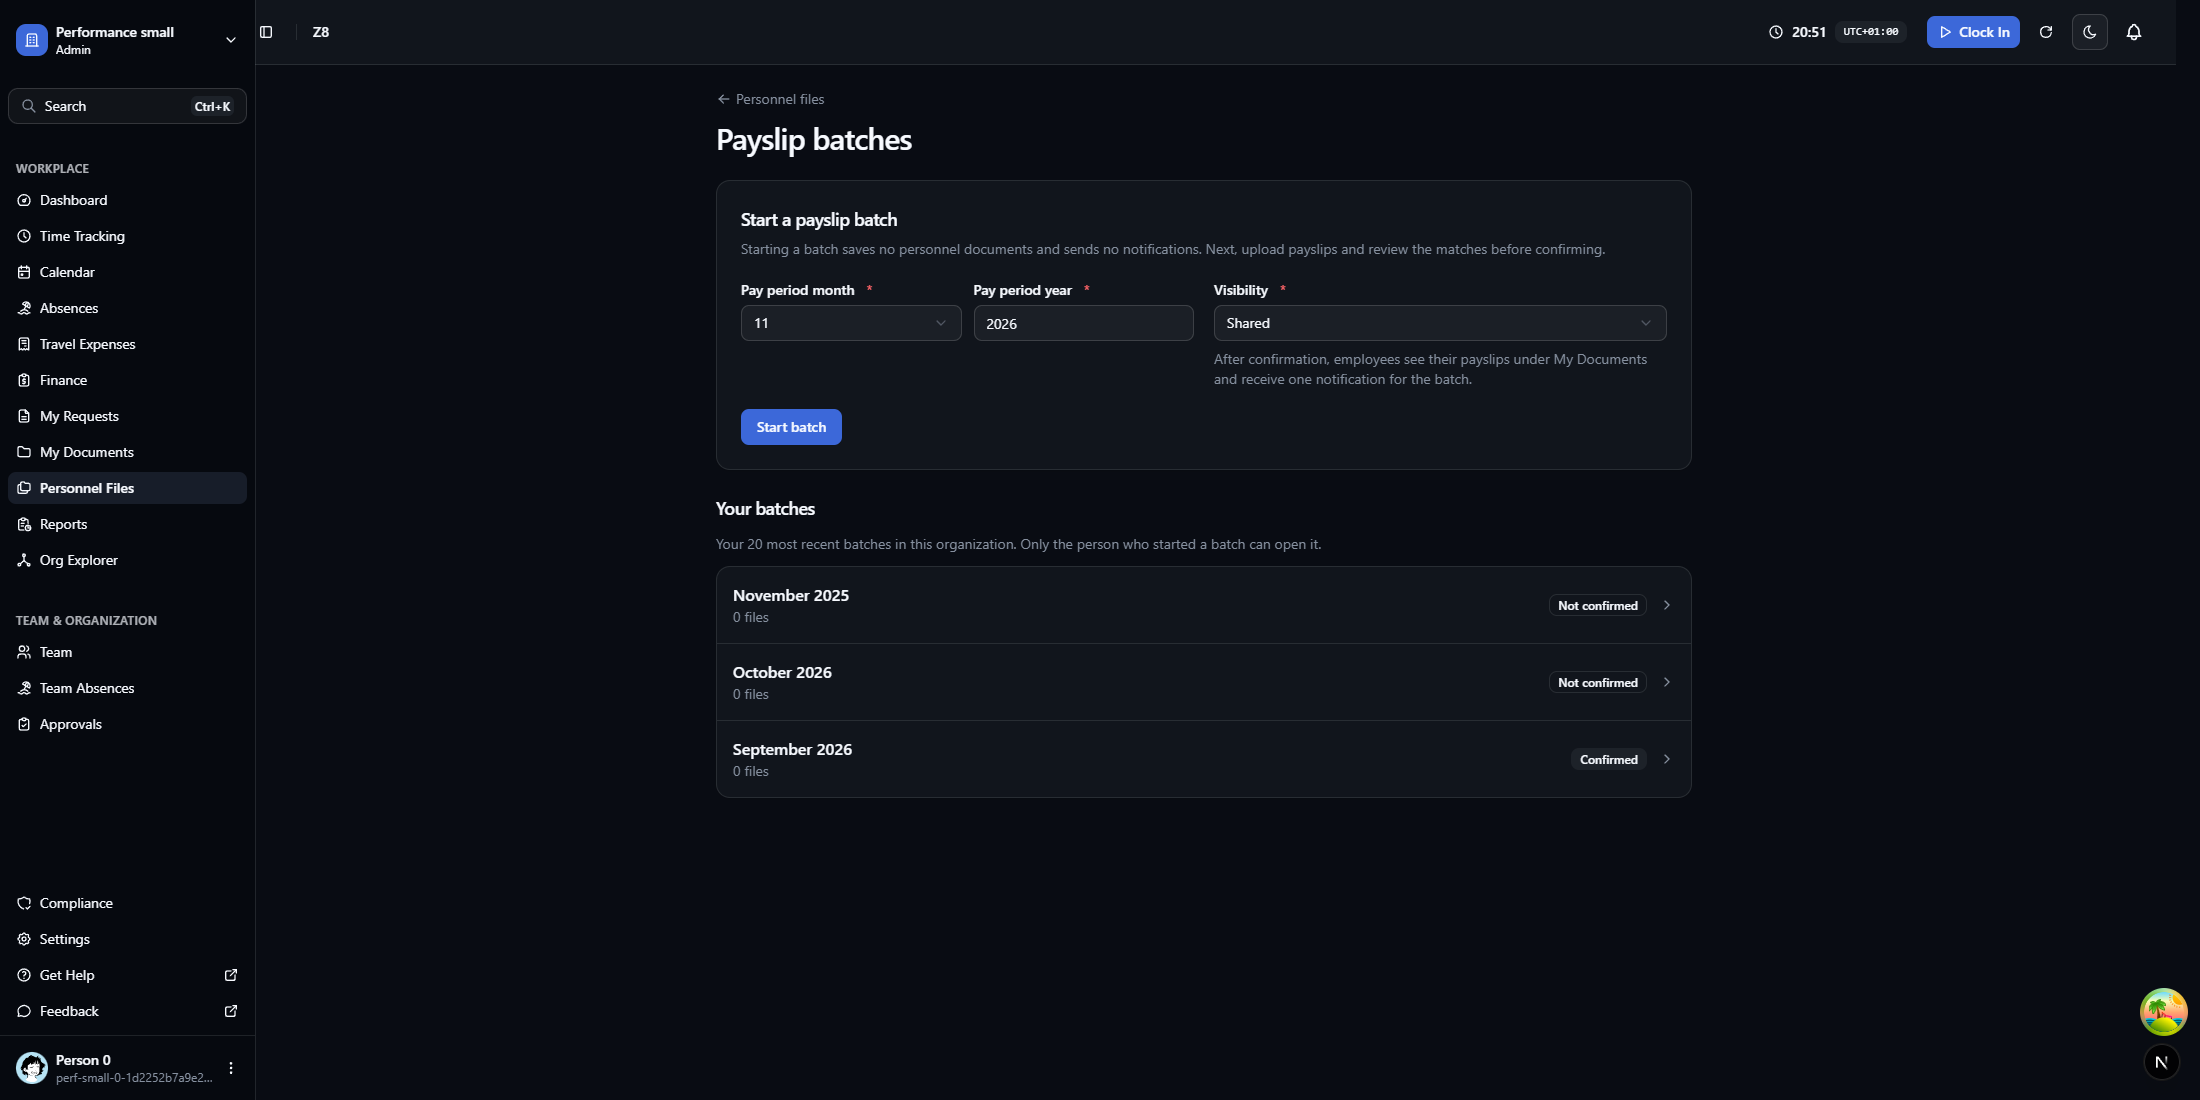 Performance small
Admin
Search
Ctrl+K
WORKPLACE
Dashboard
Time Tracking
Calendar
Absences
Travel Expenses
Finance
My Requests
My Documents
Personnel Files
Reports
Org Explorer
TEAM & ORGANIZATION
Team
Team Absences
Approvals
Compliance
Settings
Get Help
Feedback
Person 0
perf-small-0-1d2252b7a9e2...
Z8
20:51
UTC+01:00
Clock In
Personnel files
Payslip batches
Start a payslip batch
Starting a batch saves no personnel documents and sends no notifications. Next, upload payslips and review the matches before confirming.
Pay period month *
11
Pay period year *
2026
Visibility *
Shared
After confirmation, employees see their payslips under My Documents
and receive one notification for the batch.
Start batch
Your batches
Your 20 most recent batches in this organization. Only the person who started a batch can open it.
November 2025
0 files
Not confirmed
October 2026
0 files
Not confirmed
September 2026
0 files
Confirmed
N